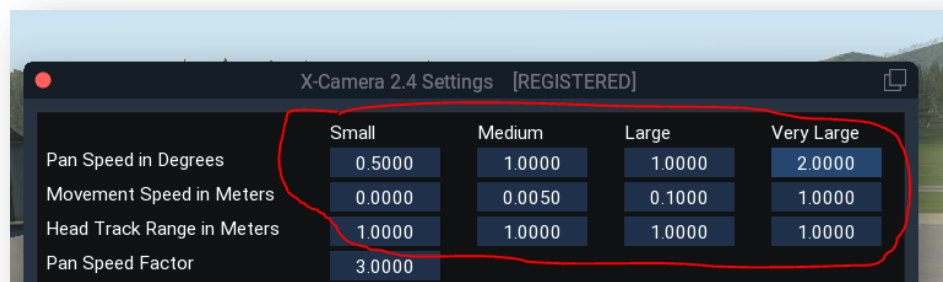 X-Camera 2.4 Settings [REGISTERED]
Small Medium Large Very Large
Pan Speed in Degrees 0.5000 1.0000 1.0000 2.0000
Movement Speed in Meters 0.0000 0.0050 0.1000 1.0000
Head Track Range in Meters 1.0000 1.0000 1.0000 1.0000
Pan Speed Factor 3.0000